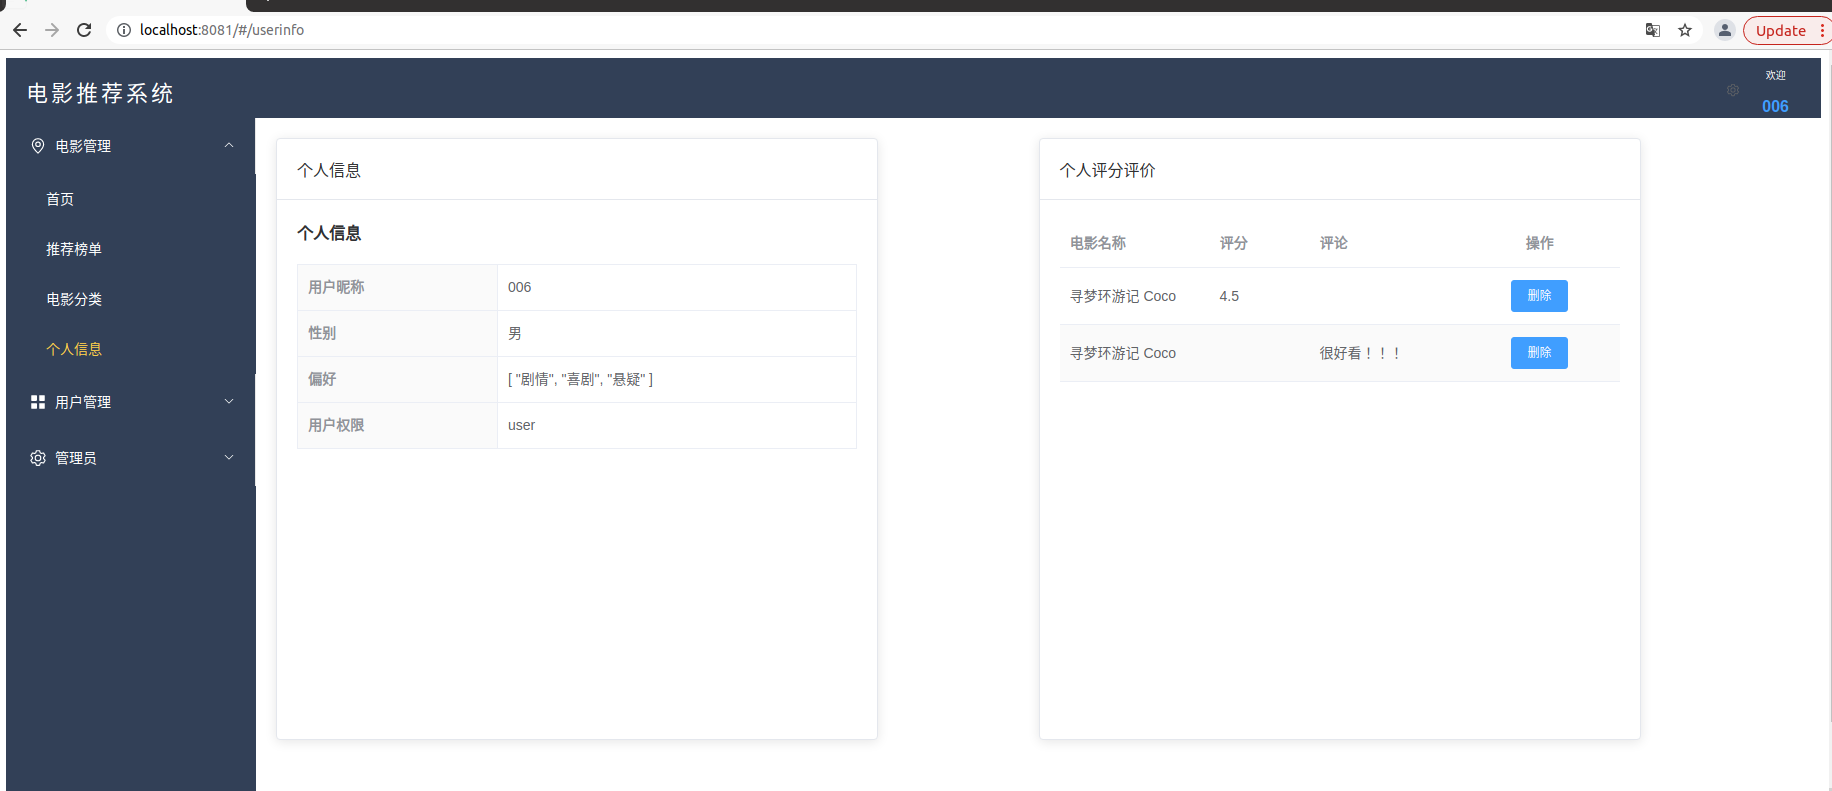 localhost:8081/#/userinfo
Update
电影推荐系统
欢迎
006
电影管理
首页
推荐榜单
电影分类
个人信息
用户管理
管理员
个人信息
个人信息
用户昵称 006
性别 男
偏好 [ "剧情", "喜剧", "悬疑" ]
用户权限 user
个人评分评价
电影名称 评分 评论 操作
寻梦环游记 Coco 4.5 删除
寻梦环游记 Coco 很好看！！！ 删除